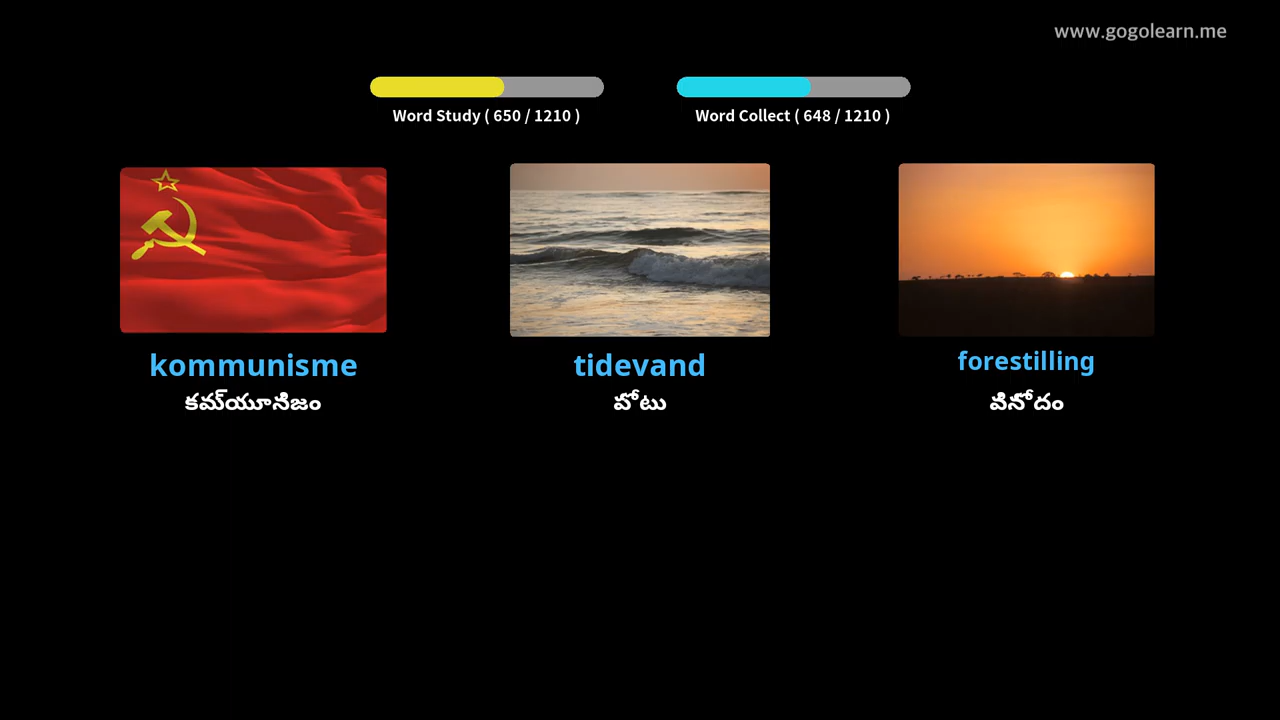 www.gogolearn.me
Word Study ( 650 / 1210 )
Word Collect ( 648 / 1210 )
kommunisme
tidevand
forestilling
కమ్యూనిజం
పోటు
వినోదం